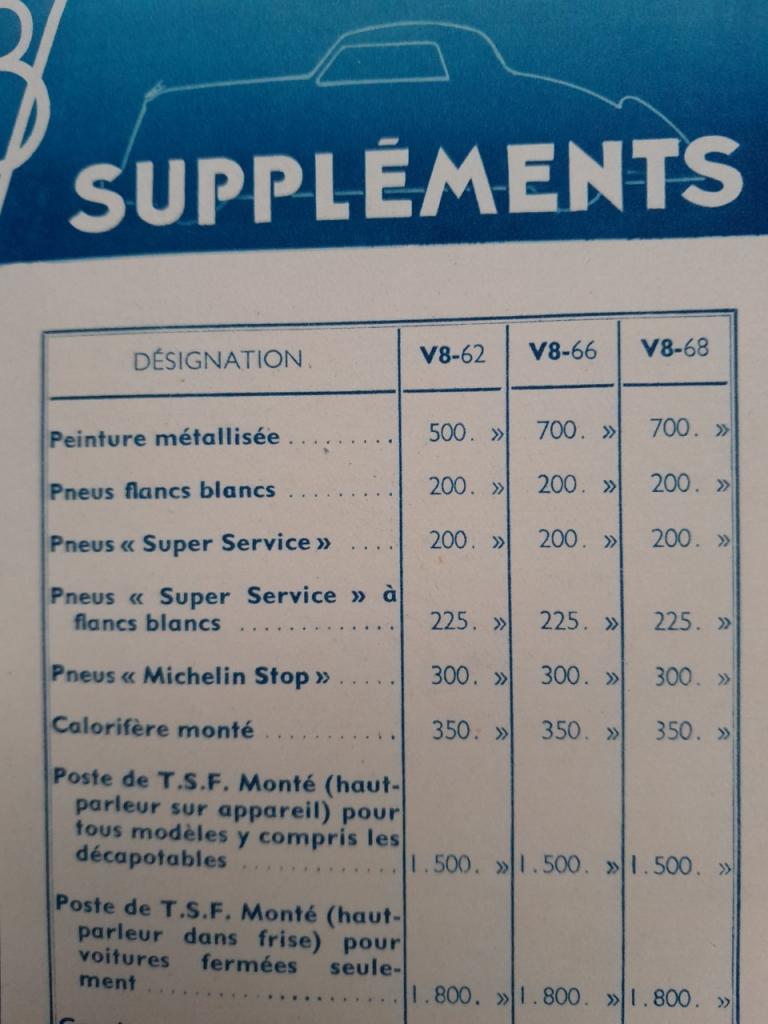 8
SUPPLÉMENTS
DÉSIGNATION. V8-62 V8-66 V8-68
Peinture métallisée ......... 500. » 700. » 700. »
Pneus flancs blancs ......... 200. » 200. » 200. »
Pneus « Super Service » .... 200. » 200. » 200. »
Pneus « Super Service » à
flancs blancs ............. 225. » 225. » 225. »
Pneus « Michelin Stop » ..... 300. » 300. » 300. »
Calorifère monté ........... 350. » 350. » 350. »
Poste de T.S.F. Monté (haut-
parleur sur appareil) pour
tous modèles y compris les
décapotables ............. 1.500. » 1.500. » 1.500. »
Poste de T.S.F. Monté (haut-
parleur dans frise) pour
voitures fermées seule-
ment .................... 1.800. » 1.800. » 1.800. »